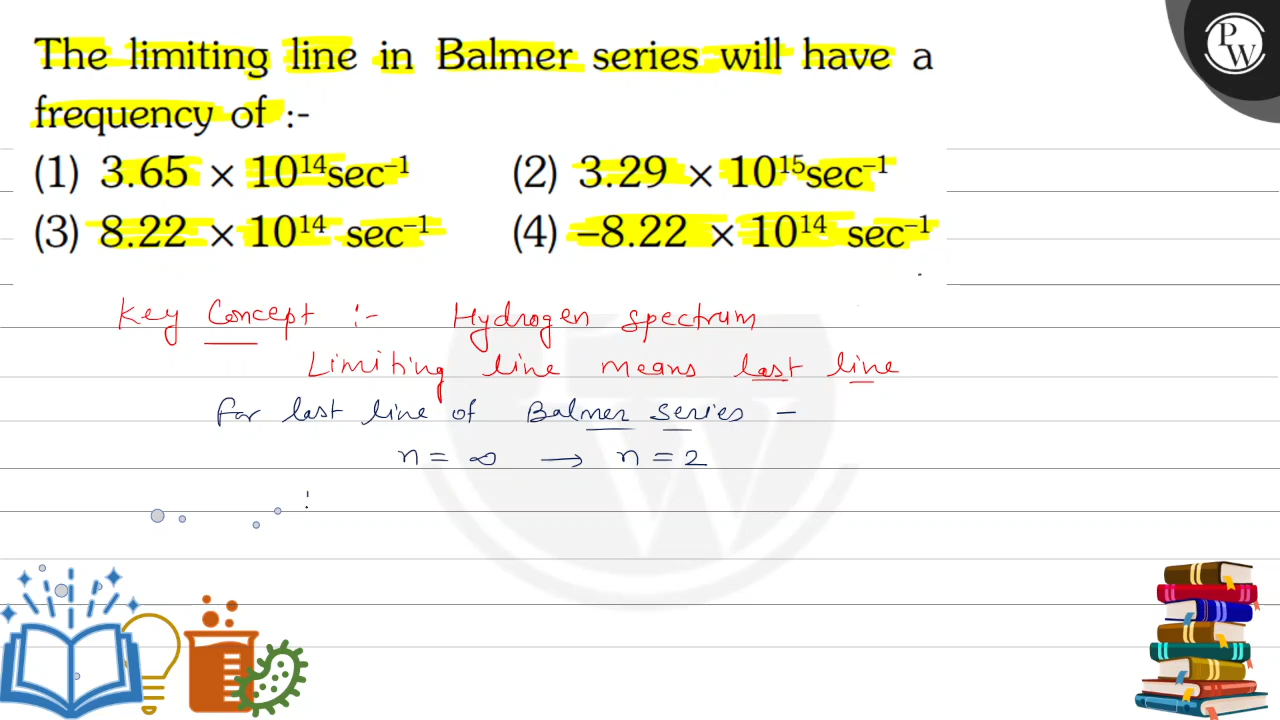 The limiting line in Balmer series will have a
frequency of :-
(1) 3.65 × 10¹⁴sec⁻¹ (2) 3.29 × 10¹⁵sec⁻¹
(3) 8.22 × 10¹⁴ sec⁻¹ (4) –8.22 × 10¹⁴ sec⁻¹
Key Concept :- Hydrogen spectrum
Limiting line means last line
For last line of Balmer series -
n = ∞ → n = 2
PW